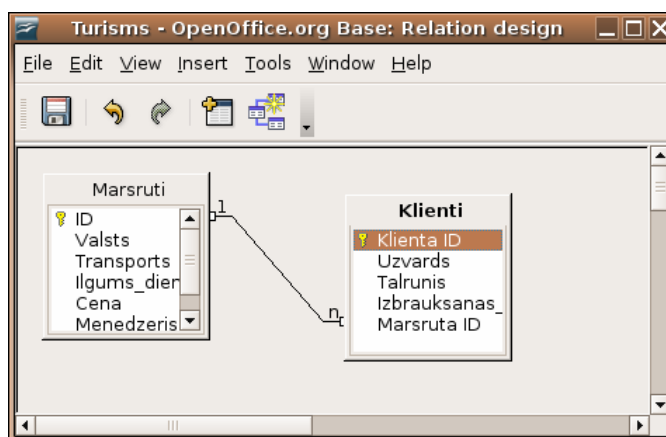 Turisms - OpenOffice.org Base: Relation design
File Edit View Insert Tools Window Help
Marsruti
ID
Valsts
Transports
Ilgums_dien
Cena
Menedzeris
1
n
Klienti
Klienta ID
Uzvards
Talrunis
Izbrauksanas_
Marsruta ID